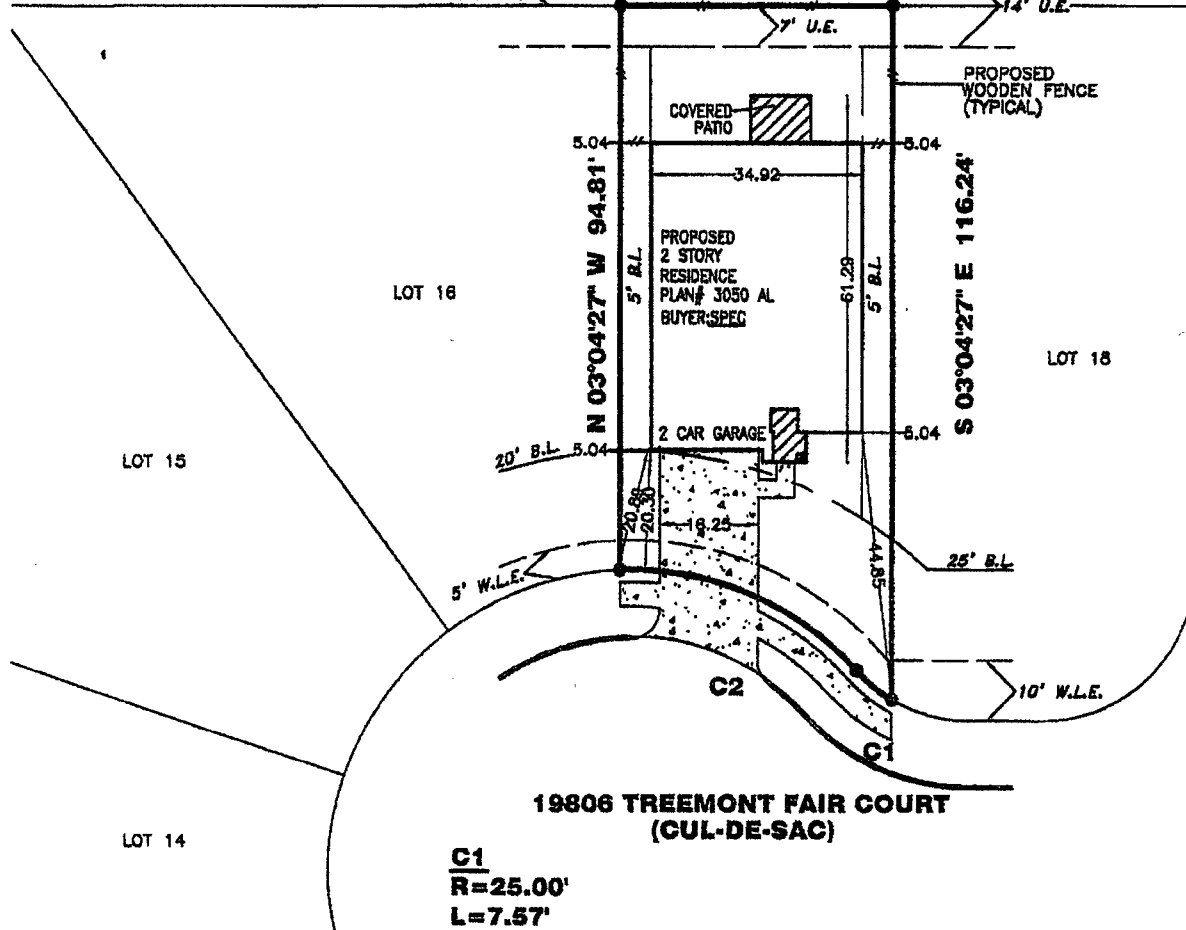 14' U.E.
7' U.E.
PROPOSED
WOODEN FENCE
(TYPICAL)
COVERED
PATIO
5.04
5.04
34.92
N 03°04'27" W 94.81'
S 03°04'27" E 116.24'
5' B.L.
PROPOSED
2 STORY
RESIDENCE
PLAN# 3050 AL
BUYER:SPEC
61.29
5' B.L.
LOT 16
LOT 18
2 CAR GARAGE
5.04
5.04
20' B.L.
LOT 15
20.30
16.25
44.85
25' B.L.
5' W.L.E.
C2
10' W.L.E.
C1
19806 TREEMONT FAIR COURT
(CUL-DE-SAC)
LOT 14
C1
R=25.00'
L=7.57'